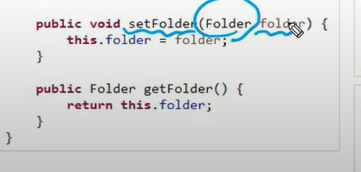 public void setFolder(Folder folder) {
this.folder = folder;
}
public Folder getFolder() {
return this.folder;
}
}